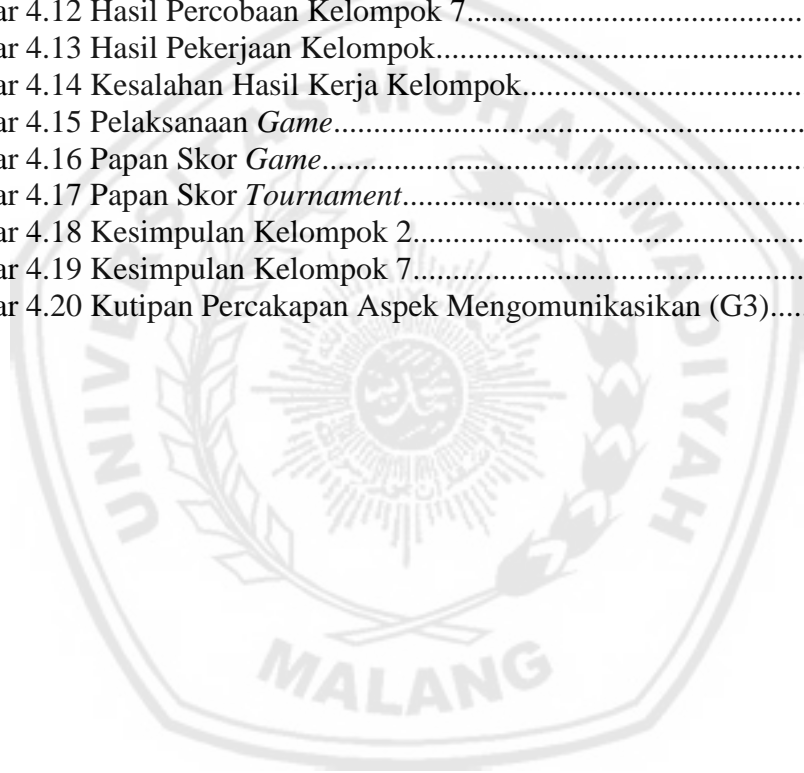 ar 4.12 Hasil Percobaan Kelompok 7..........................................
ar 4.13 Hasil Pekerjaan Kelompok..............................................
ar 4.14 Kesalahan Hasil Kerja Kelompok...................................
ar 4.15 Pelaksanaan Game...........................................................
ar 4.16 Papan Skor Game.............................................................
ar 4.17 Papan Skor Tournament...................................................
ar 4.18 Kesimpulan Kelompok 2..................................................
ar 4.19 Kesimpulan Kelompok 7..................................................
ar 4.20 Kutipan Percakapan Aspek Mengomunikasikan (G3)....
UNIVERSITAS MUHAMMADIYAH
MALANG